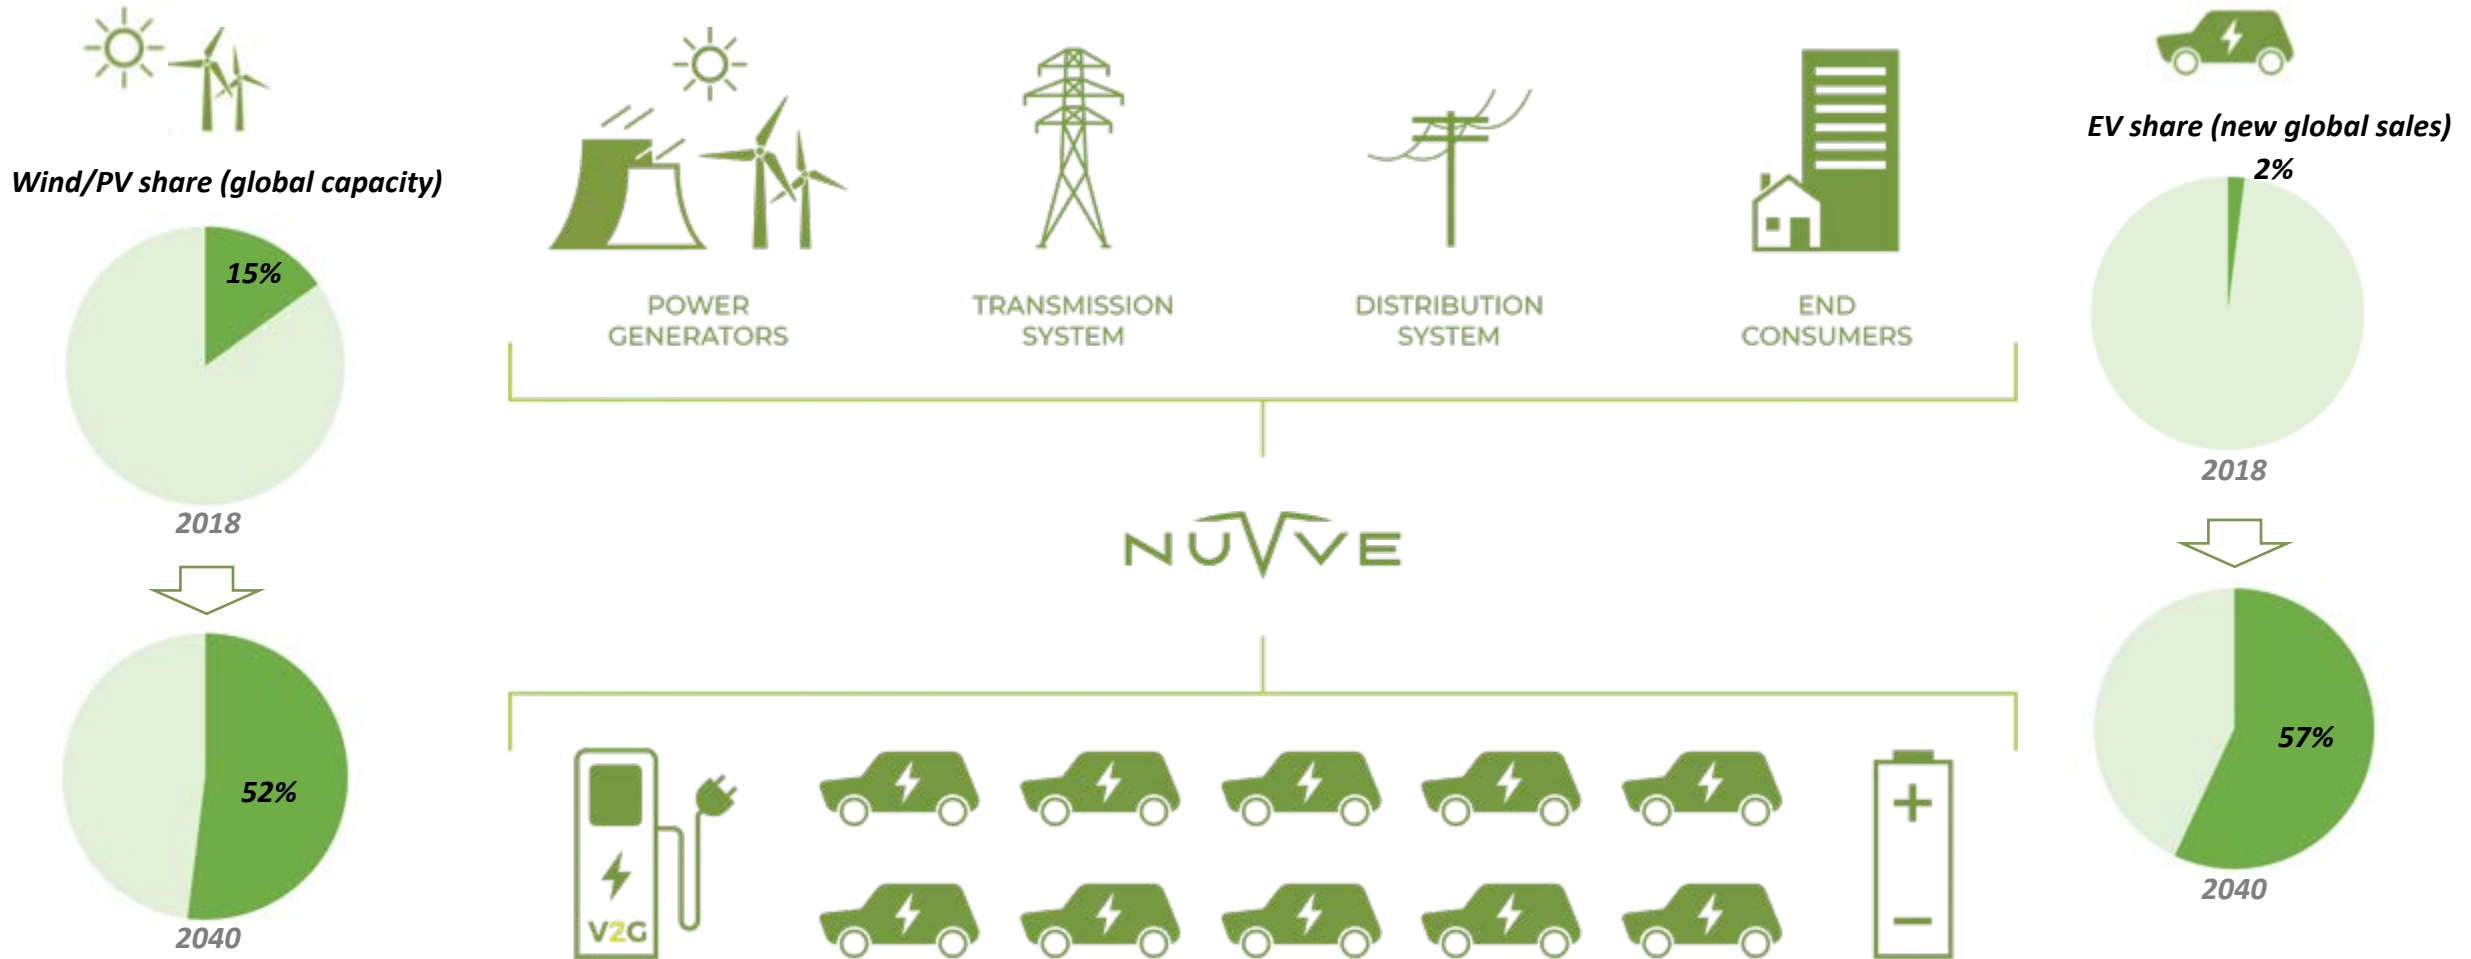 Wind/PV share (global capacity)
15%
2018
52%
2040
POWER
GENERATORS
TRANSMISSION
SYSTEM
DISTRIBUTION
SYSTEM
END
CONSUMERS
NUVVE
V2G
+
−
EV share (new global sales)
2%
2018
57%
2040